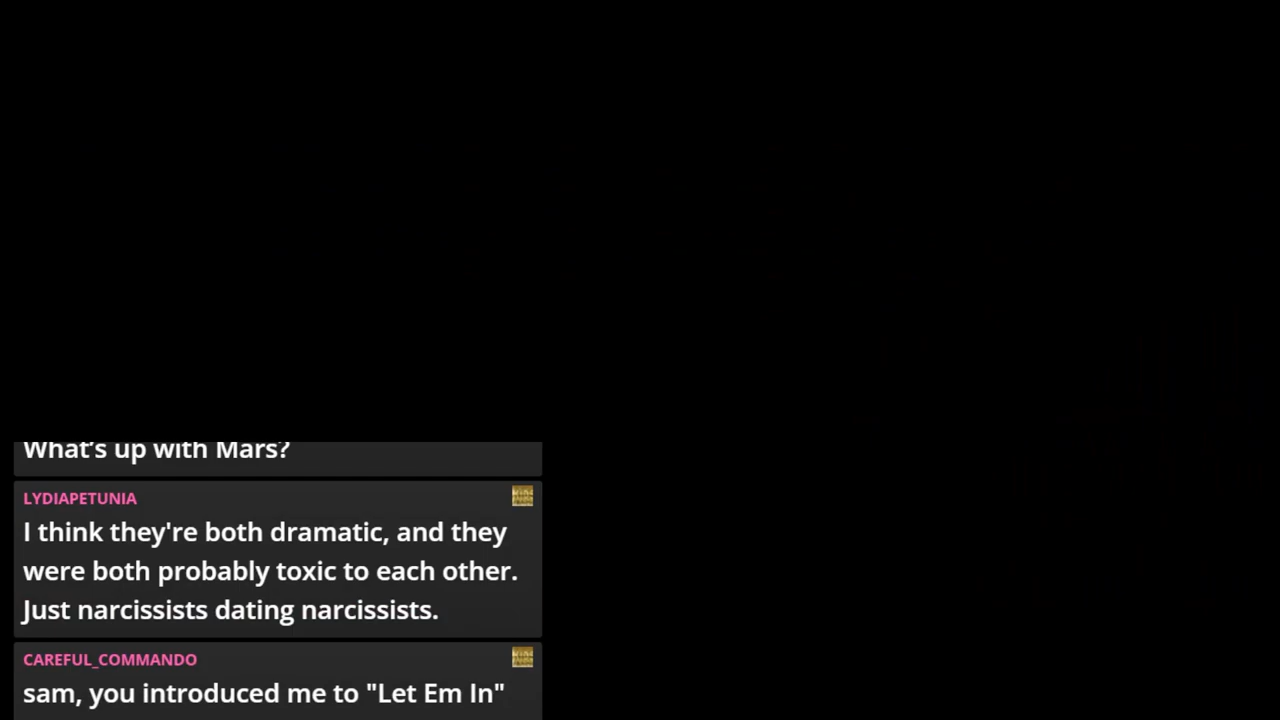 What's up with Mars?
LYDIAPETUNIA
I think they're both dramatic, and they
were both probably toxic to each other.
Just narcissists dating narcissists.
CAREFUL_COMMANDO
sam, you introduced me to "Let Em In"